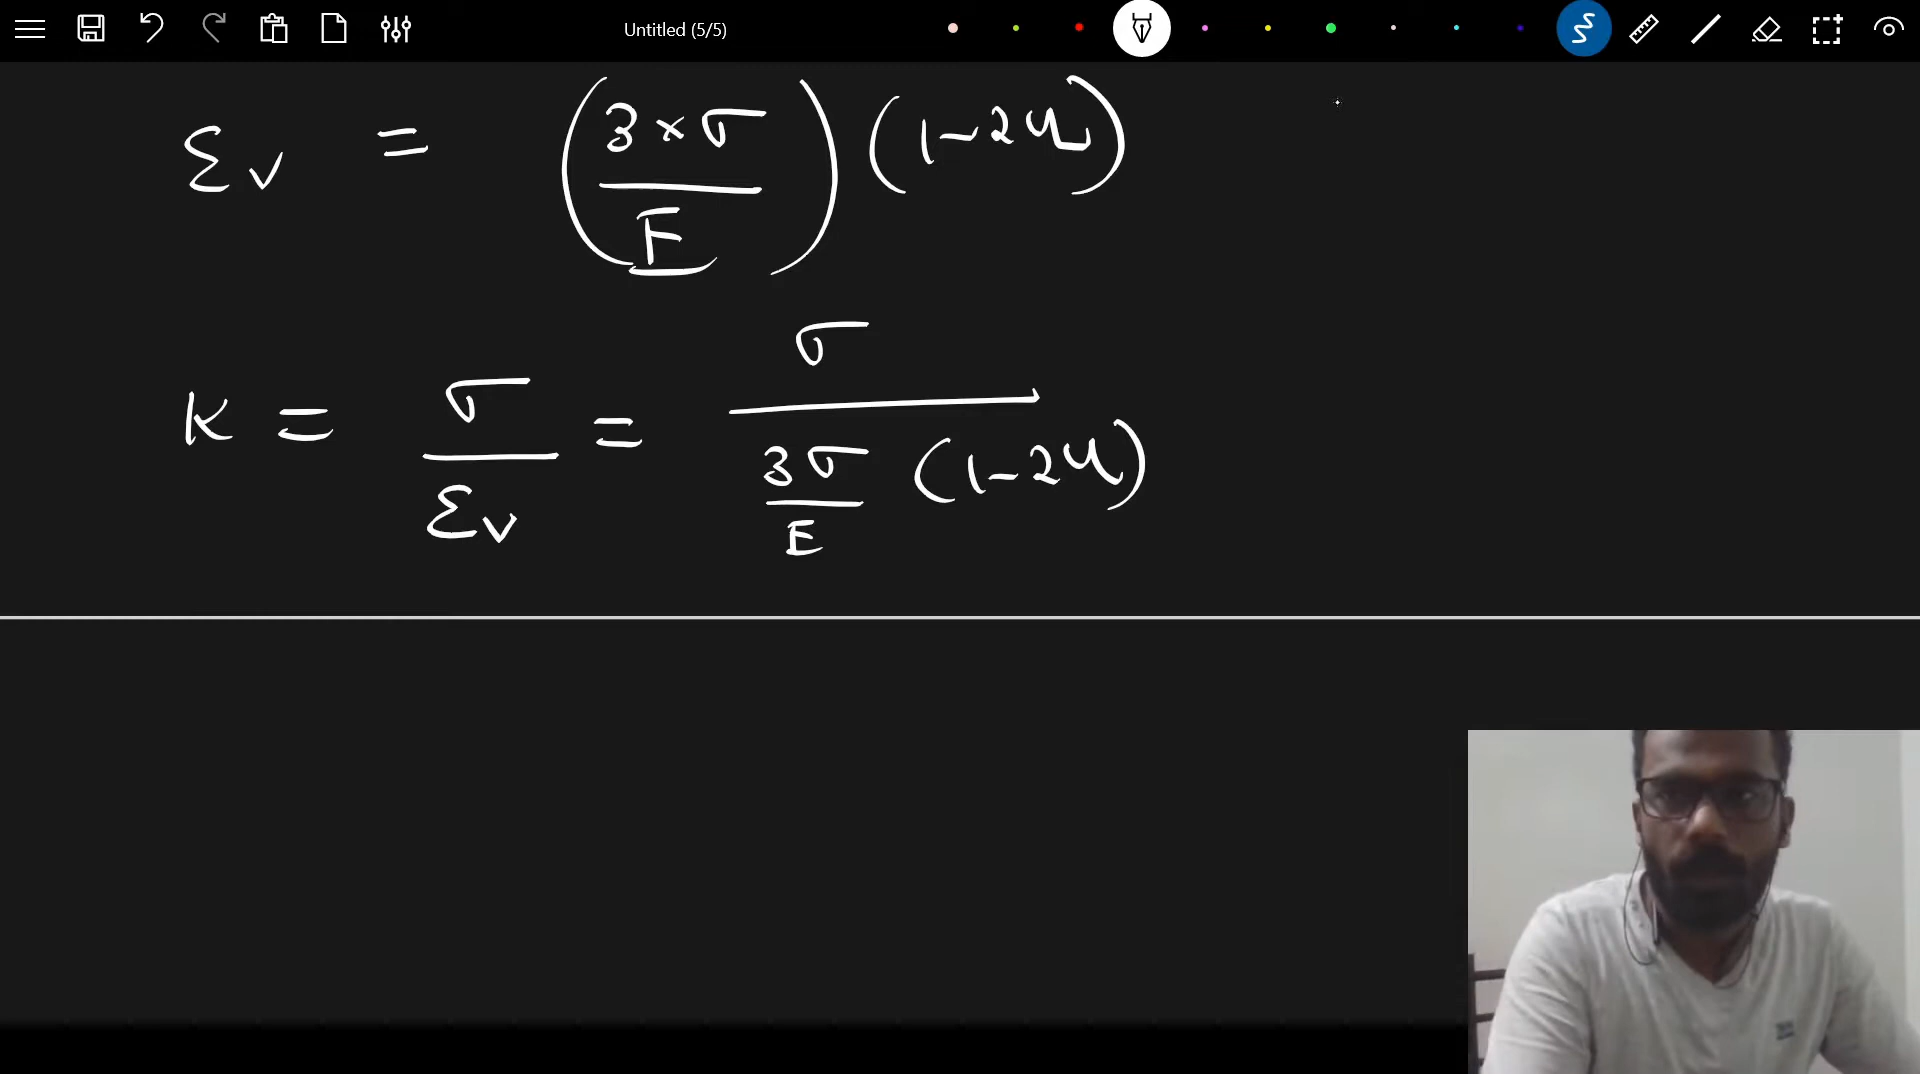 Untitled (5/5)
εv = (3 × σ / E) (1 - 2μ)
K = σ / εv = σ / (3σ / E (1 - 2μ))